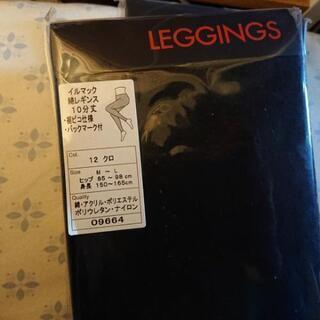 LEGGINGS
イルマック
綿レギンス
10分丈
・裾ピコ仕様
・バックマーク付
Col.
12 クロ
Size
M ～ L
ヒップ 85～98cm
身長 150～165cm
Quality
綿・アクリル・ポリエステル
ポリウレタン・ナイロン
09664